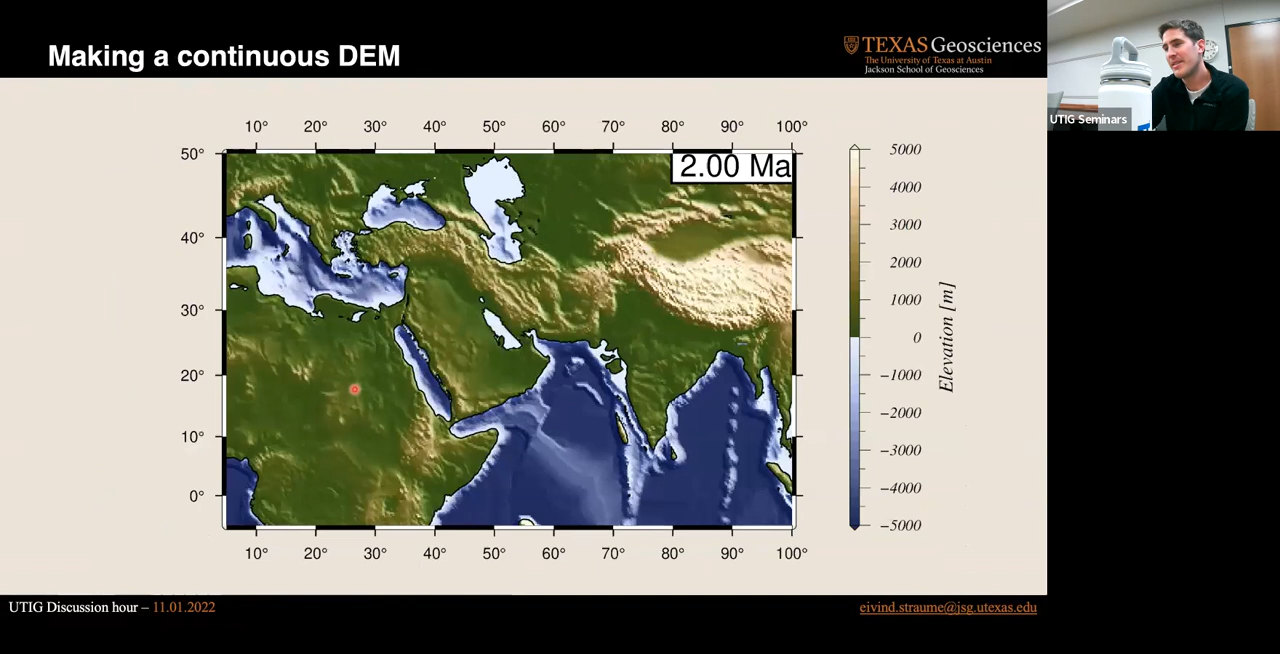 Making a continuous DEM
TEXAS Geosciences
The University of Texas at Austin
Jackson School of Geosciences
UTIG Seminars
10° 20° 30° 40° 50° 60° 70° 80° 90° 100°
2.00 Ma
50°
40°
30°
20°
10°
0°
10° 20° 30° 40° 50° 60° 70° 80° 90° 100°
5000
4000
3000
2000
1000
0
−1000
−2000
−3000
−4000
−5000
Elevation [m]
UTIG Discussion hour – 11.01.2022
eivind.straume@jsg.utexas.edu